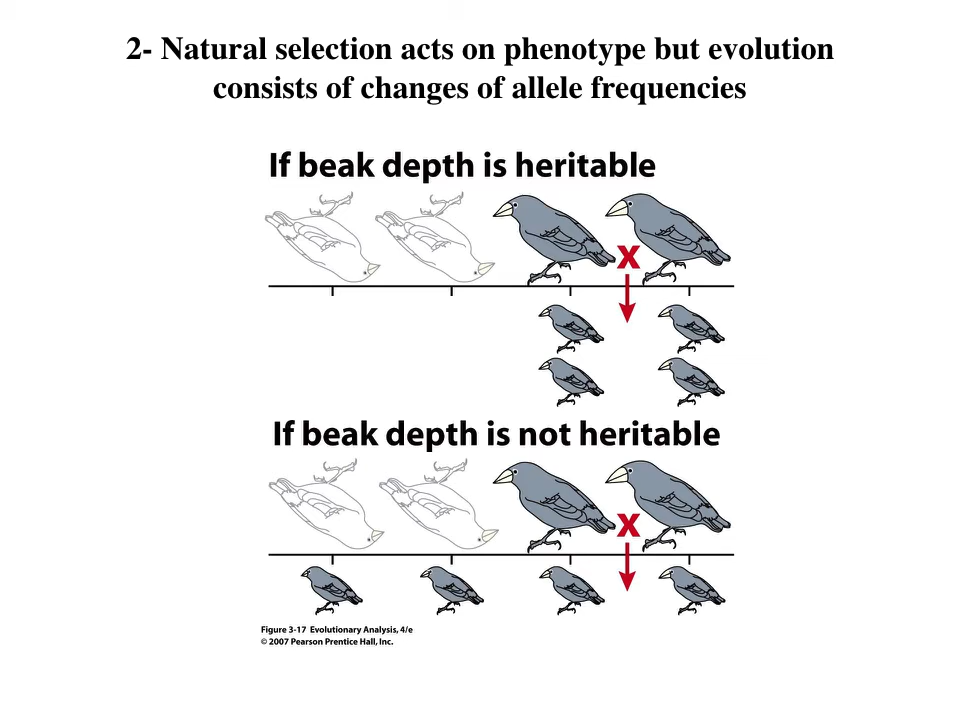 2- Natural selection acts on phenotype but evolution
consists of changes of allele frequencies
If beak depth is heritable
x
If beak depth is not heritable
x
Figure 3-17 Evolutionary Analysis, 4/e
© 2007 Pearson Prentice Hall, Inc.